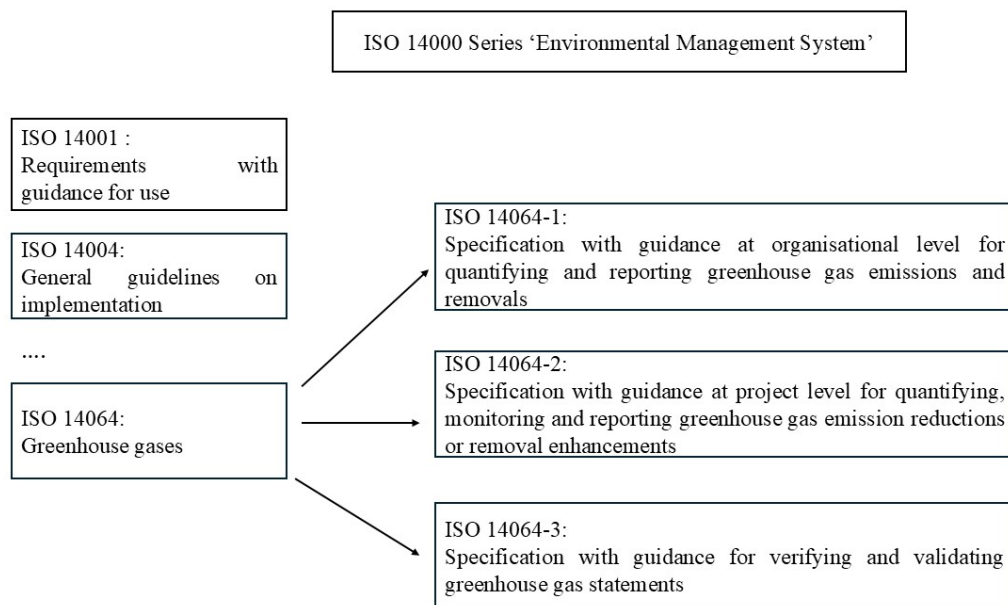 ISO 14000 Series ‘Environmental Management System’
ISO 14001 :
Requirements with
guidance for use
ISO 14004:
General guidelines on
implementation
....
ISO 14064:
Greenhouse gases
ISO 14064-1:
Specification with guidance at organisational level for
quantifying and reporting greenhouse gas emissions and
removals
ISO 14064-2:
Specification with guidance at project level for quantifying,
monitoring and reporting greenhouse gas emission reductions
or removal enhancements
ISO 14064-3:
Specification with guidance for verifying and validating
greenhouse gas statements